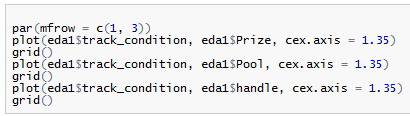 par(mfrow = c(1, 3))
plot(eda1$track_condition, eda1$Prize, cex.axis = 1.35)
grid()
plot(eda1$track_condition, eda1$Pool, cex.axis = 1.35)
grid()
plot(eda1$track_condition, eda1$handle, cex.axis = 1.35)
grid()